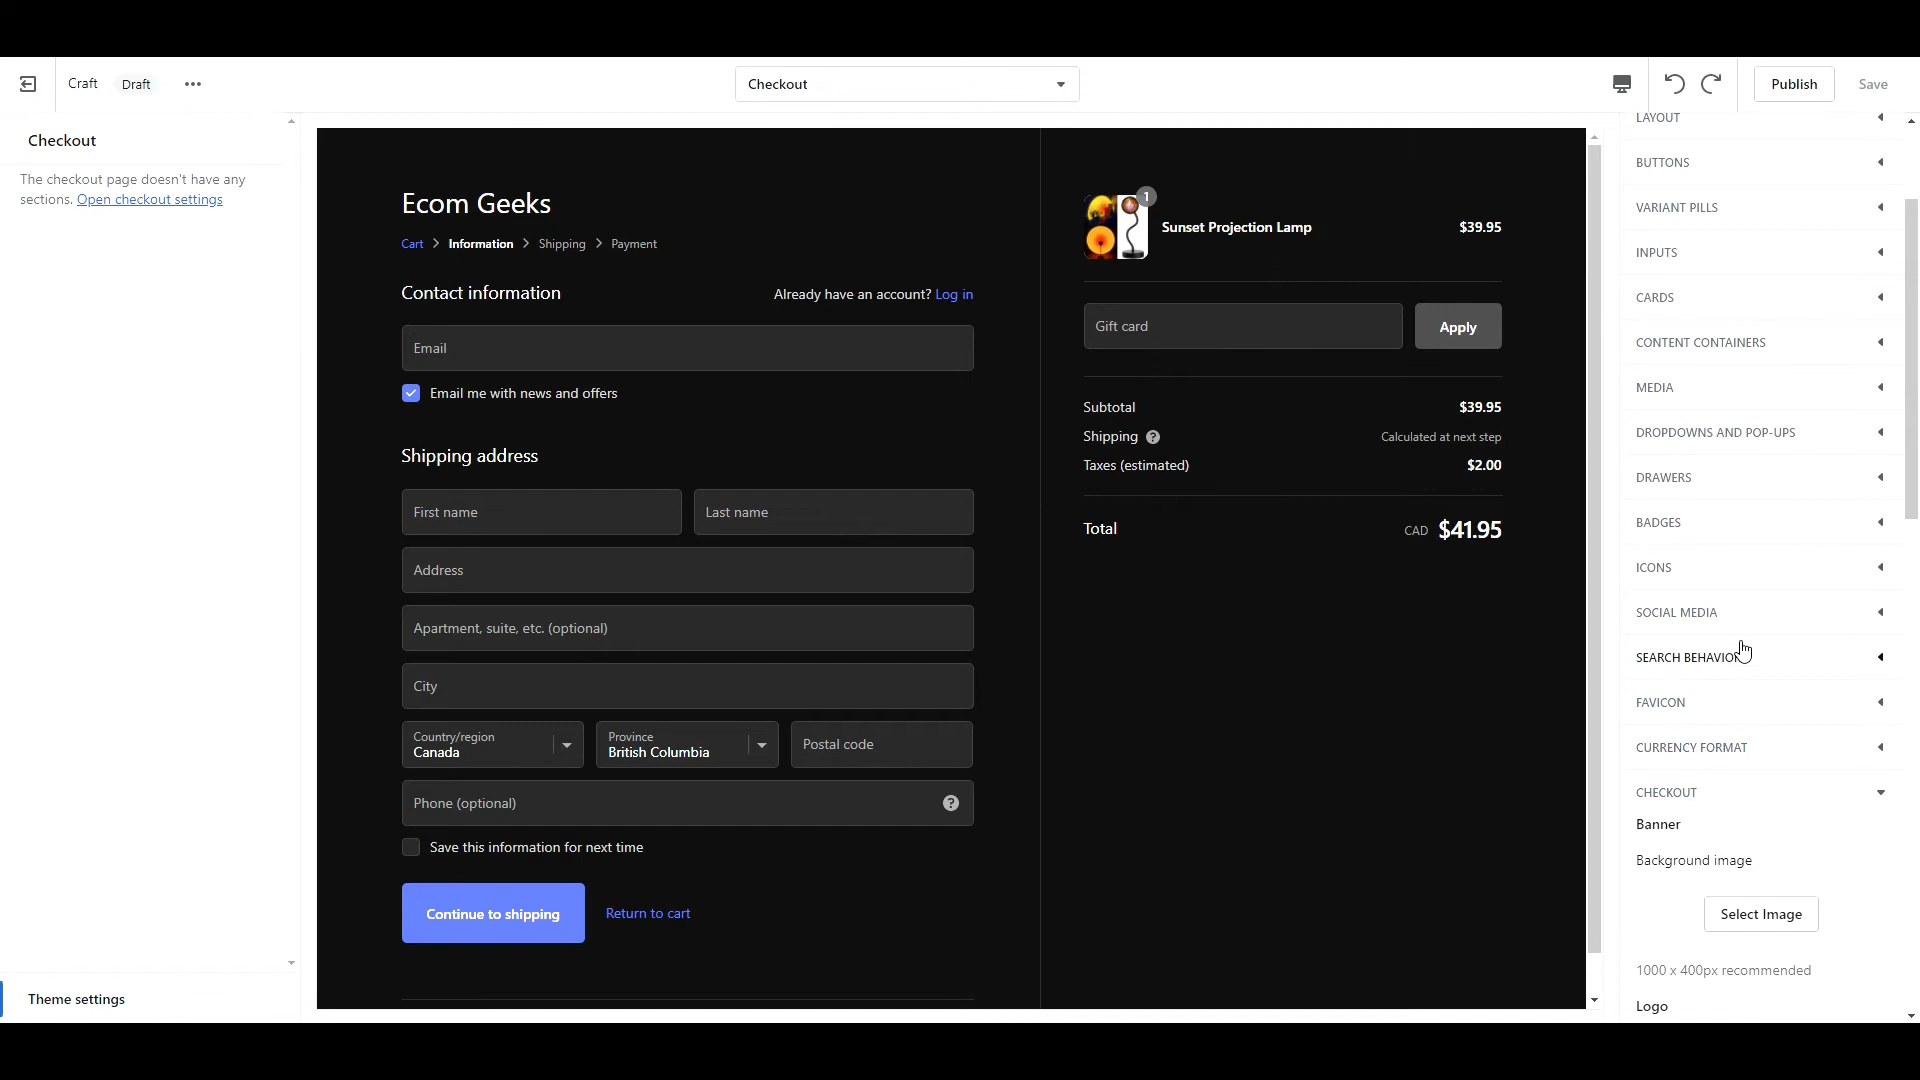 Craft Draft
Checkout
Publish Save
Checkout
The checkout page doesn't have any
sections. Open checkout settings
Theme settings
Ecom Geeks
Cart Information Shipping Payment
Contact information Already have an account? Log in
Email
Email me with news and offers
Shipping address
First name Last name
Address
Apartment, suite, etc. (optional)
City
Country/region Province
Canada British Columbia Postal code
Phone (optional) ?
Save this information for next time
Continue to shipping Return to cart
1
Sunset Projection Lamp $39.95
Gift card Apply
Subtotal $39.95
Shipping ? Calculated at next step
Taxes (estimated) $2.00
Total CAD $41.95
LAYOUT
BUTTONS
VARIANT PILLS
INPUTS
CARDS
CONTENT CONTAINERS
MEDIA
DROPDOWNS AND POP-UPS
DRAWERS
BADGES
ICONS
SOCIAL MEDIA
SEARCH BEHAVIOR
FAVICON
CURRENCY FORMAT
CHECKOUT
Banner
Background image
Select Image
1000 x 400px recommended
Logo